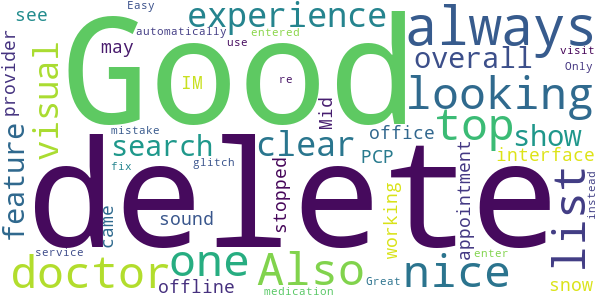 see
Easy
experience
always
automatically
entered
Good
provider
may
use
overall
visit
visual
IM
re
Only
looking
Mid
top
office
show
feature
mistake
search
clear
PCP
interface
glitch
fix
delete
stopped
working
appointment
list
instead
came
sound
enter
service
one
Also
nice
doctor
offline
Great
snow
medication